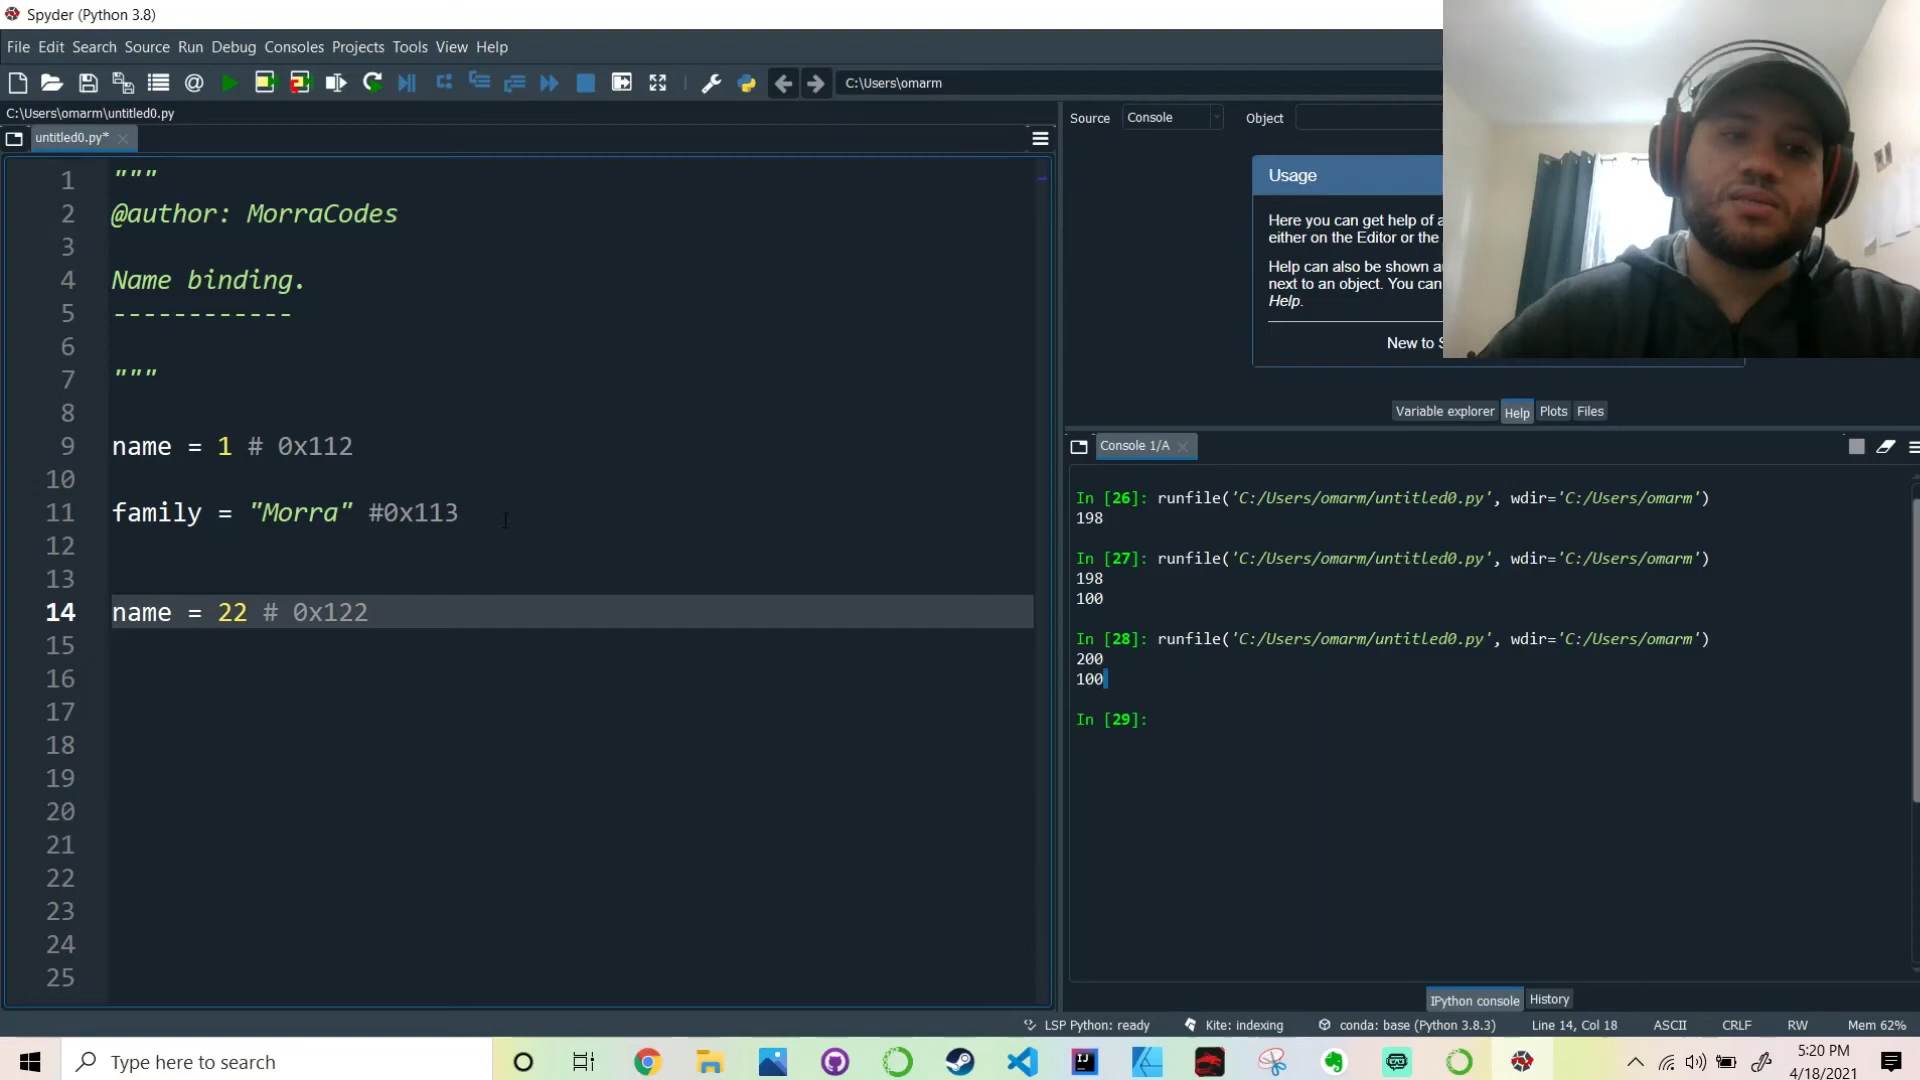 Spyder (Python 3.8)
File Edit Search Source Run Debug Consoles Projects Tools View Help
C:\Users\omarm
C:\Users\omarm\untitled0.py
untitled0.py*
1 """
2 @author: MorraCodes
3
4 Name binding.
5 ------------
6
7 """
8
9 name = 1 # 0x112
10
11 family = "Morra" #0x113
12
13
14 name = 22 # 0x122
15
16
17
18
19
20
21
22
23
24
25
Source Console Object
Usage
Here you can get help of a
either on the Editor or the
Help can also be shown a
next to an object. You can
Help.
New to S
Variable explorer Help Plots Files
Console 1/A
In [26]: runfile('C:/Users/omarm/untitled0.py', wdir='C:/Users/omarm')
198
In [27]: runfile('C:/Users/omarm/untitled0.py', wdir='C:/Users/omarm')
198
100
In [28]: runfile('C:/Users/omarm/untitled0.py', wdir='C:/Users/omarm')
200
100
In [29]:
IPython console History
LSP Python: ready Kite: indexing conda: base (Python 3.8.3) Line 14, Col 18 ASCII CRLF RW Mem 62%
Type here to search
5:20 PM
4/18/2021